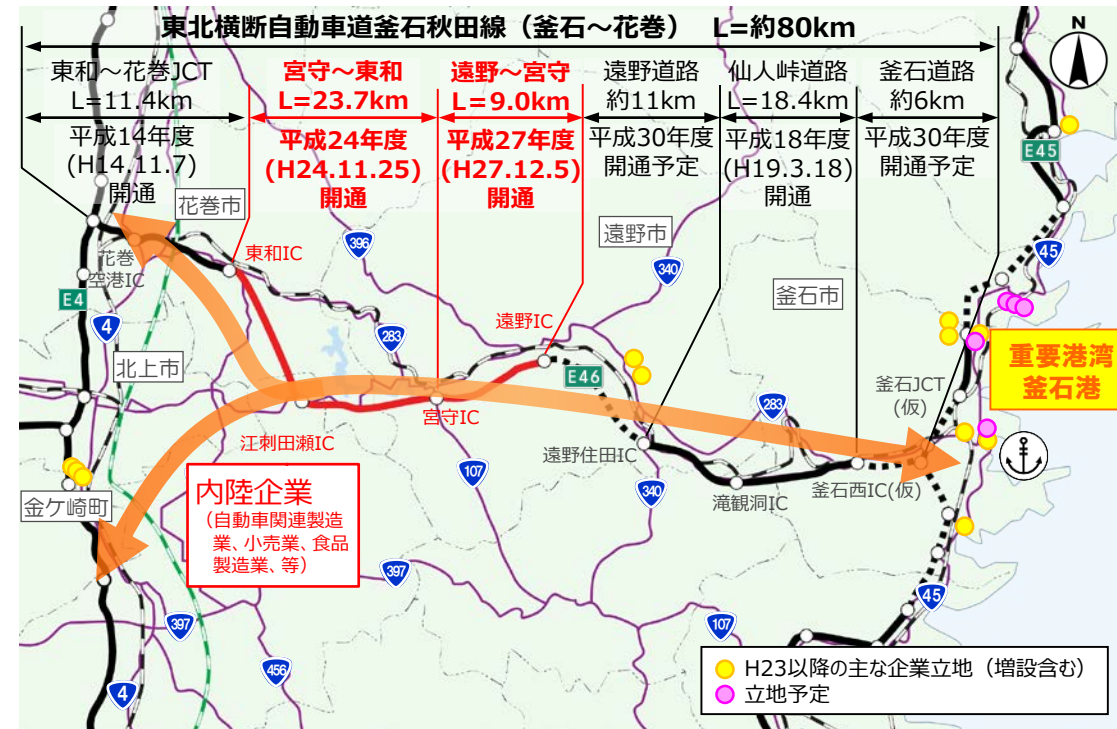 東北横断自動車道釜石秋田線（釜石～花巻）　L=約80km
東和～花巻JCT
L=11.4km
平成14年度
(H14.11.7)
開通
宮守～東和
L=23.7km
平成24年度
(H24.11.25)
開通
遠野～宮守
L＝9.0km
平成27年度
(H27.12.5)
開通
遠野道路
約11km
平成30年度
開通予定
仙人峠道路
L=18.4km
平成18年度
(H19.3.18)
開通
釜石道路
約6km
平成30年度
開通予定
N
E45
花巻市
396
遠野市
340
45
釜石市
東和IC
花巻
空港IC
E4
4
283
遠野IC
北上市
E46
重要港湾
釜石港
釜石JCT
(仮)
283
宮守IC
江刺田瀬IC
遠野住田IC
107
340
滝観洞IC
釜石西IC(仮)
金ケ崎町
内陸企業
（自動車関連製造
業、小売業、食品
製造業、等）
397
45
397
107
456
4
H23以降の主な企業立地（増設含む）
立地予定